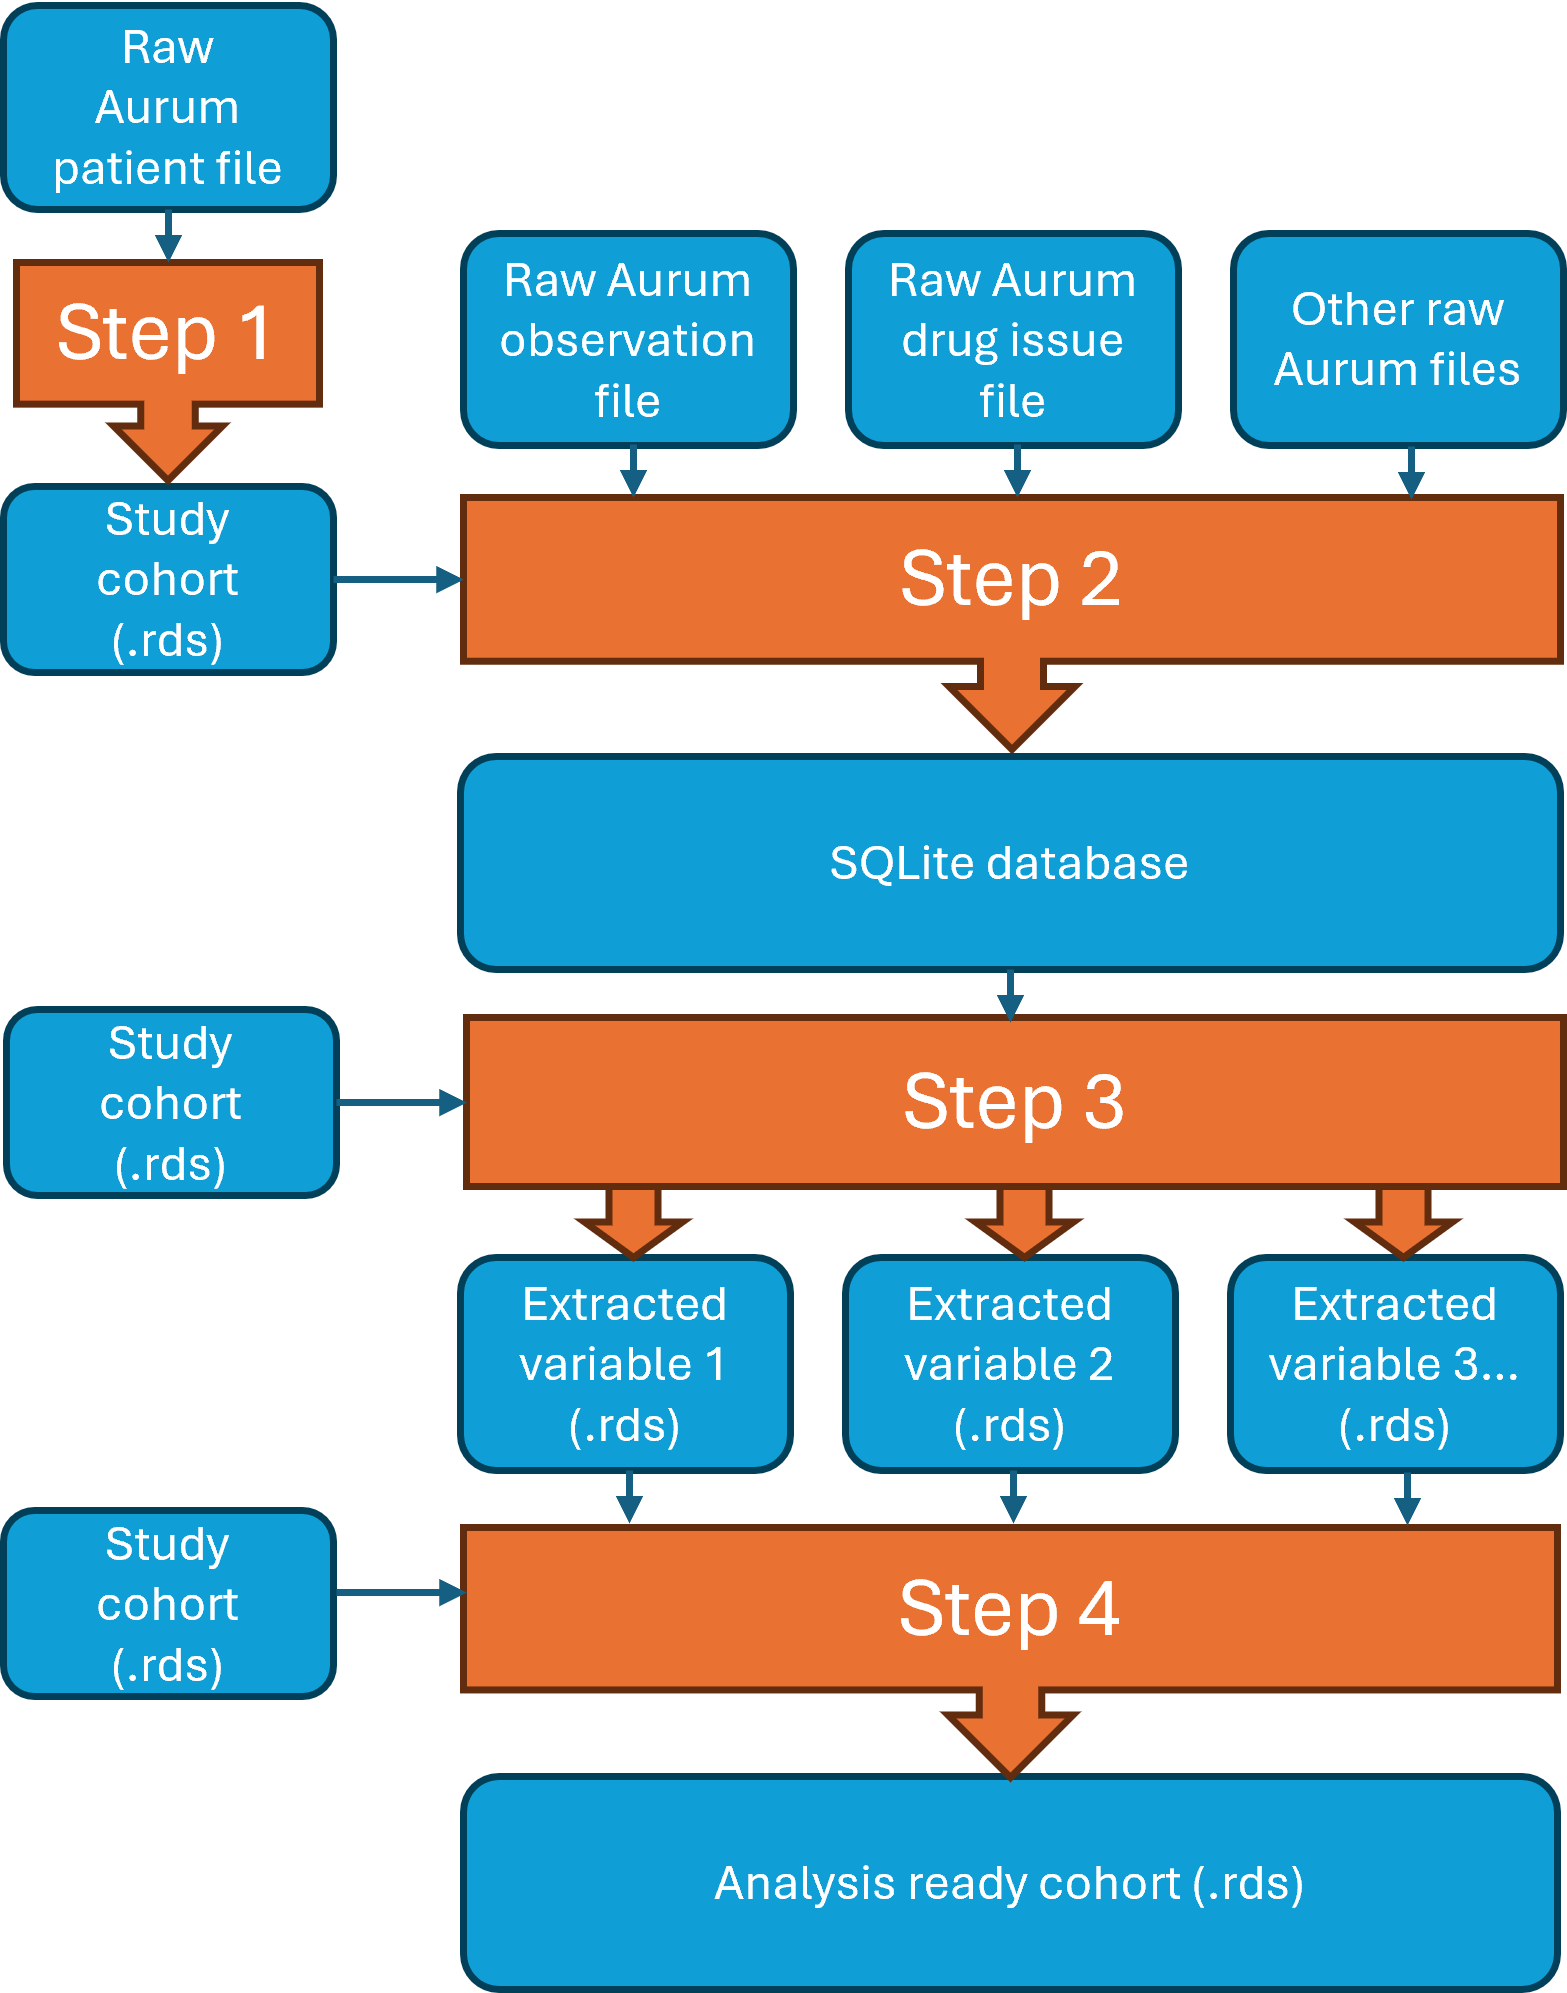 Raw
Aurum
patient file
Step 1
Raw Aurum
observation
file
Raw Aurum
drug issue
file
Other raw
Aurum files
Study
cohort
(.rds)
Step 2
SQLite database
Study
cohort
(.rds)
Step 3
Extracted
variable 1
(.rds)
Extracted
variable 2
(.rds)
Extracted
variable 3...
(.rds)
Study
cohort
(.rds)
Step 4
Analysis ready cohort (.rds)